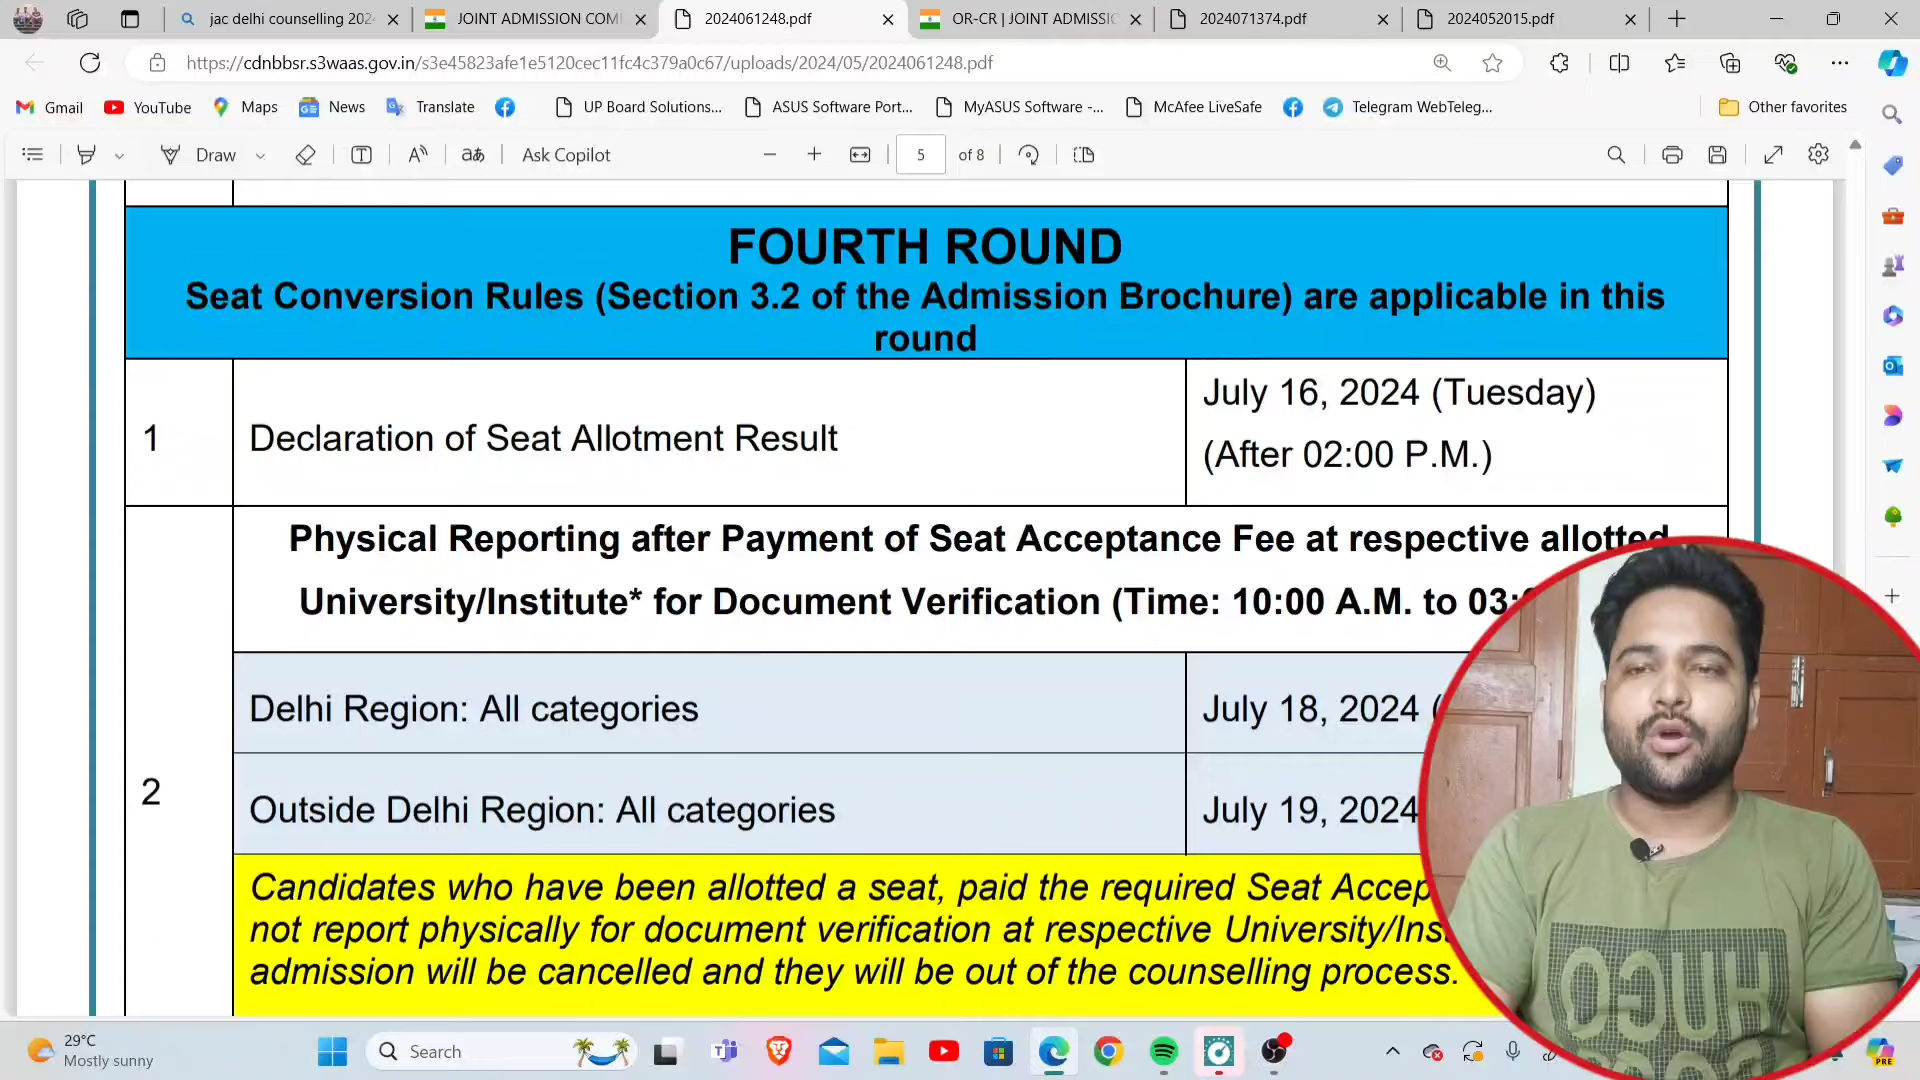 jac delhi counselling 202
JOINT ADMISSION COM
2024061248.pdf
OR-CR | JOINT ADMISSIC
2024071374.pdf
2024052015.pdf
https://cdnbbsr.s3waas.gov.in/s3e45823afe1e5120cec11fc4c379a0c67/uploads/2024/05/2024061248.pdf
Gmail
YouTube
Maps
News
Translate
UP Board Solutions...
ASUS Software Port...
MyASUS Software -...
McAfee LiveSafe
Telegram WebTeleg...
Other favorites
Draw
Ask Copilot
5
of 8
FOURTH ROUND
Seat Conversion Rules (Section 3.2 of the Admission Brochure) are applicable in this
round
1
Declaration of Seat Allotment Result
July 16, 2024 (Tuesday)
(After 02:00 P.M.)
2
Physical Reporting after Payment of Seat Acceptance Fee at respective allotted
University/Institute* for Document Verification (Time: 10:00 A.M. to 03:
Delhi Region: All categories
July 18, 2024 (
Outside Delhi Region: All categories
July 19, 2024
Candidates who have been allotted a seat, paid the required Seat Accep
not report physically for document verification at respective University/Ins
admission will be cancelled and they will be out of the counselling process.
HUGO
29°C
Mostly sunny
Search
PRE